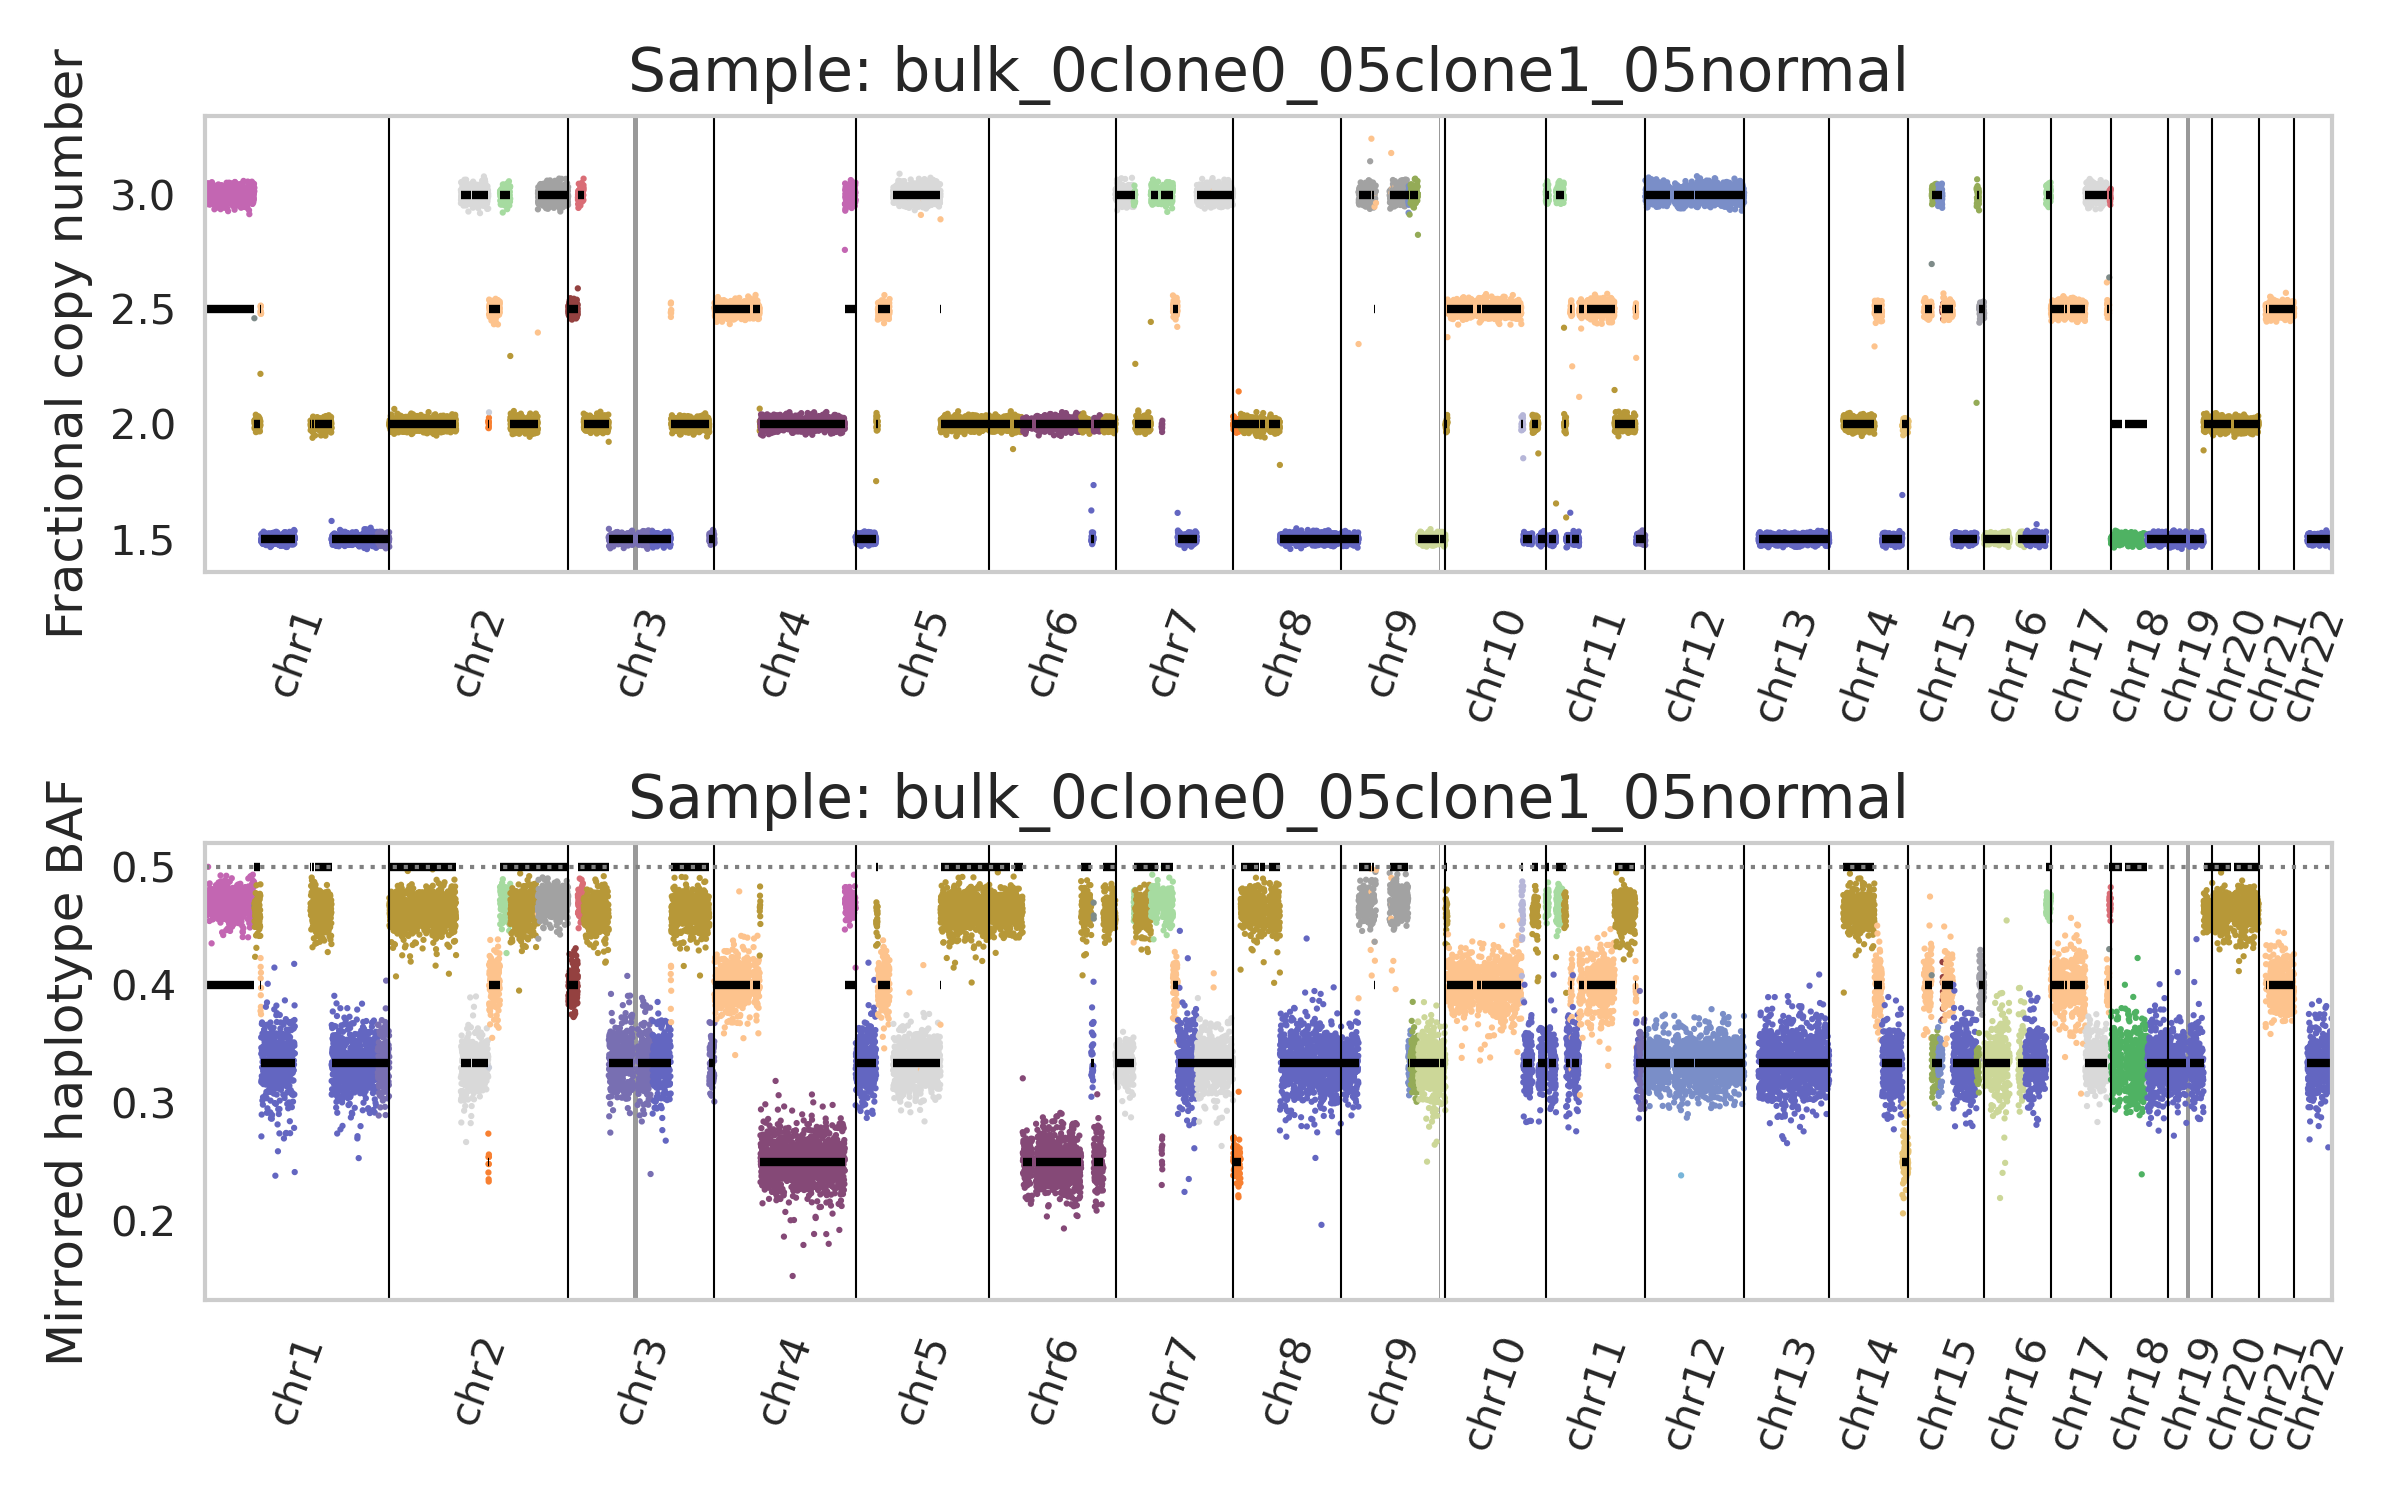 Sample: bulk_0clone0_05clone1_05normal
Fractional copy number
3.0
2.5
2.0
1.5
chr1
chr2
chr3
chr4
chr5
chr6
chr7
chr8
chr9
chr10
chr11
chr12
chr13
chr14
chr15
chr16
chr17
chr18
chr19
chr20
chr21
chr22
Sample: bulk_0clone0_05clone1_05normal
Mirrored haplotype BAF
0.5
0.4
0.3
0.2
chr1
chr2
chr3
chr4
chr5
chr6
chr7
chr8
chr9
chr10
chr11
chr12
chr13
chr14
chr15
chr16
chr17
chr18
chr19
chr20
chr21
chr22